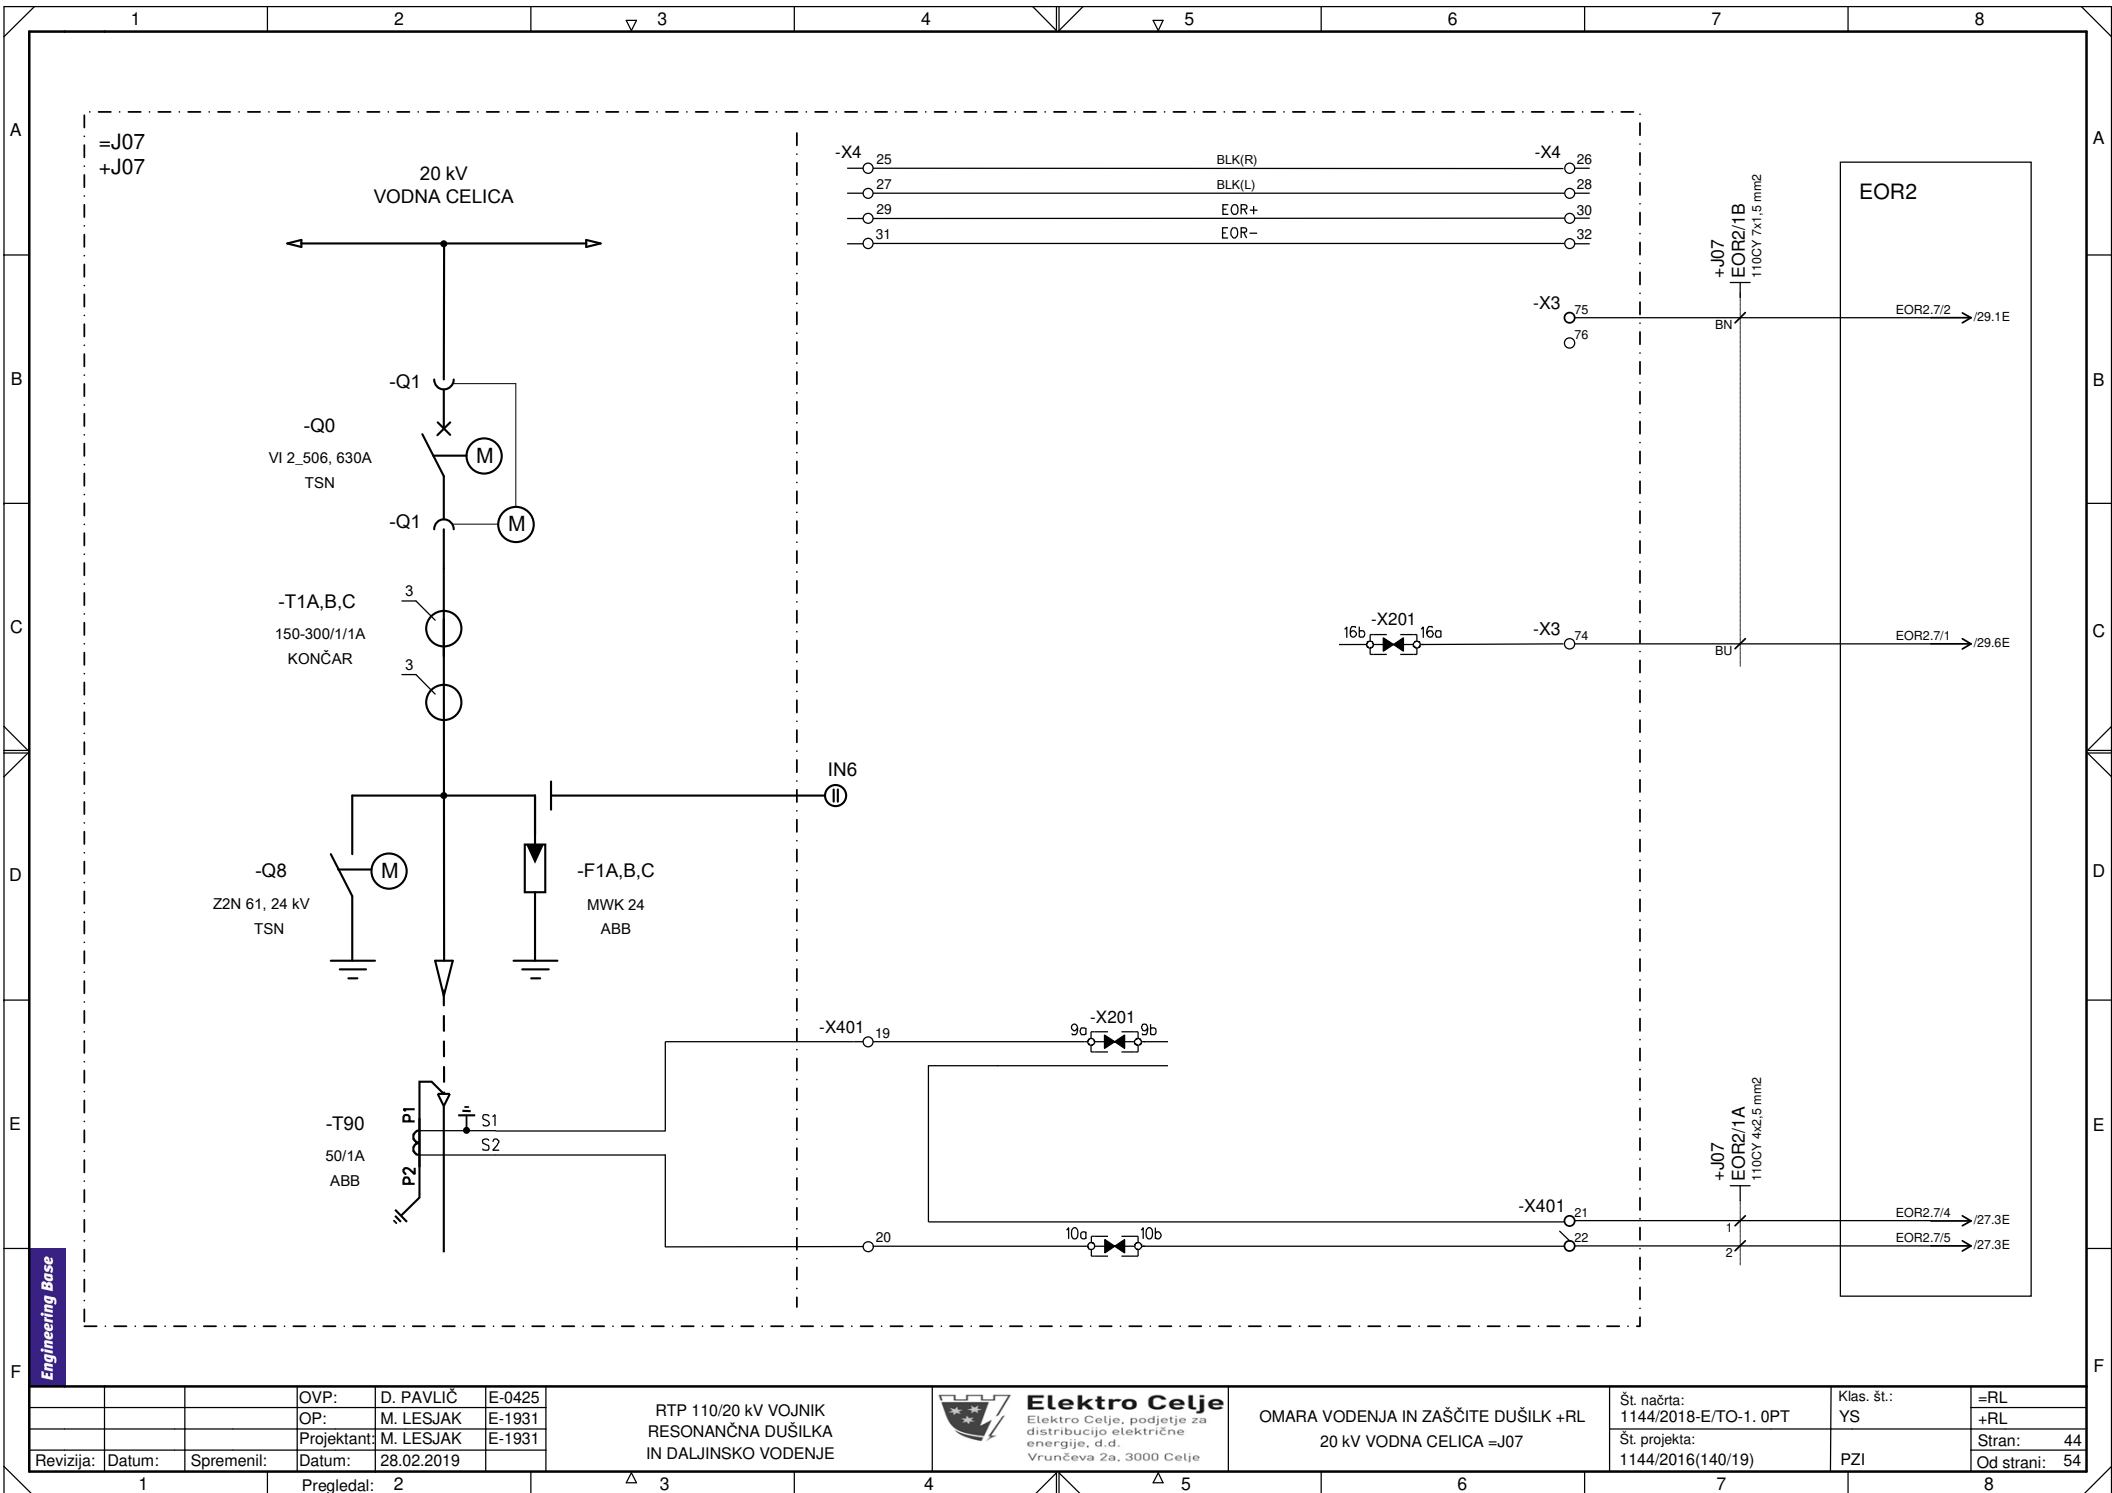 1 2 3 4 5 6 7 8
A
B
C
D
E
F
=J07
+J07
20 kV
VODNA CELICA
-Q1
-Q0
VI 2_506, 630A
TSN
M
-Q1
M
-T1A,B,C
150-300/1/1A
KONČAR
3
3
IN6
-Q8
Z2N 61, 24 kV
TSN
M
-F1A,B,C
MWK 24
ABB
-T90
50/1A
ABB
P1
P2
S1
S2
-X4 25 BLK(R) -X4 26
27 BLK(L) 28
29 EOR+ 30
31 EOR- 32
-X3 75
76
BN
+J07
EOR2/1B
110CY 7x1,5 mm2
EOR2
EOR2.7/2 /29.1E
-X201
16b 16a
-X3 74
BU
EOR2.7/1 /29.6E
-X401 19
-X201
9a 9b
20
10a 10b
-X401 21
22
+J07
EOR2/1A
110CY 4x2,5 mm2
1
2
EOR2.7/4 /27.3E
EOR2.7/5 /27.3E
A
B
C
D
E
F
Engineering Base
OVP: D. PAVLIČ E-0425
OP: M. LESJAK E-1931
Projektant: M. LESJAK E-1931
Revizija: Datum: Spremenil: Datum: 28.02.2019
Pregledal:
RTP 110/20 kV VOJNIK
RESONANČNA DUŠILKA
IN DALJINSKO VODENJE
Elektro Celje
Elektro Celje, podjetje za
distribucijo električne
energije, d.d.
Vrunčeva 2a, 3000 Celje
OMARA VODENJA IN ZAŠČITE DUŠILK +RL
20 kV VODNA CELICA =J07
Št. načrta:
1144/2018-E/TO-1. 0PT
Št. projekta:
1144/2016(140/19)
Klas. št.:
YS
PZI
=RL
+RL
Stran: 44
Od strani: 54
1 2 3 4 5 6 7 8